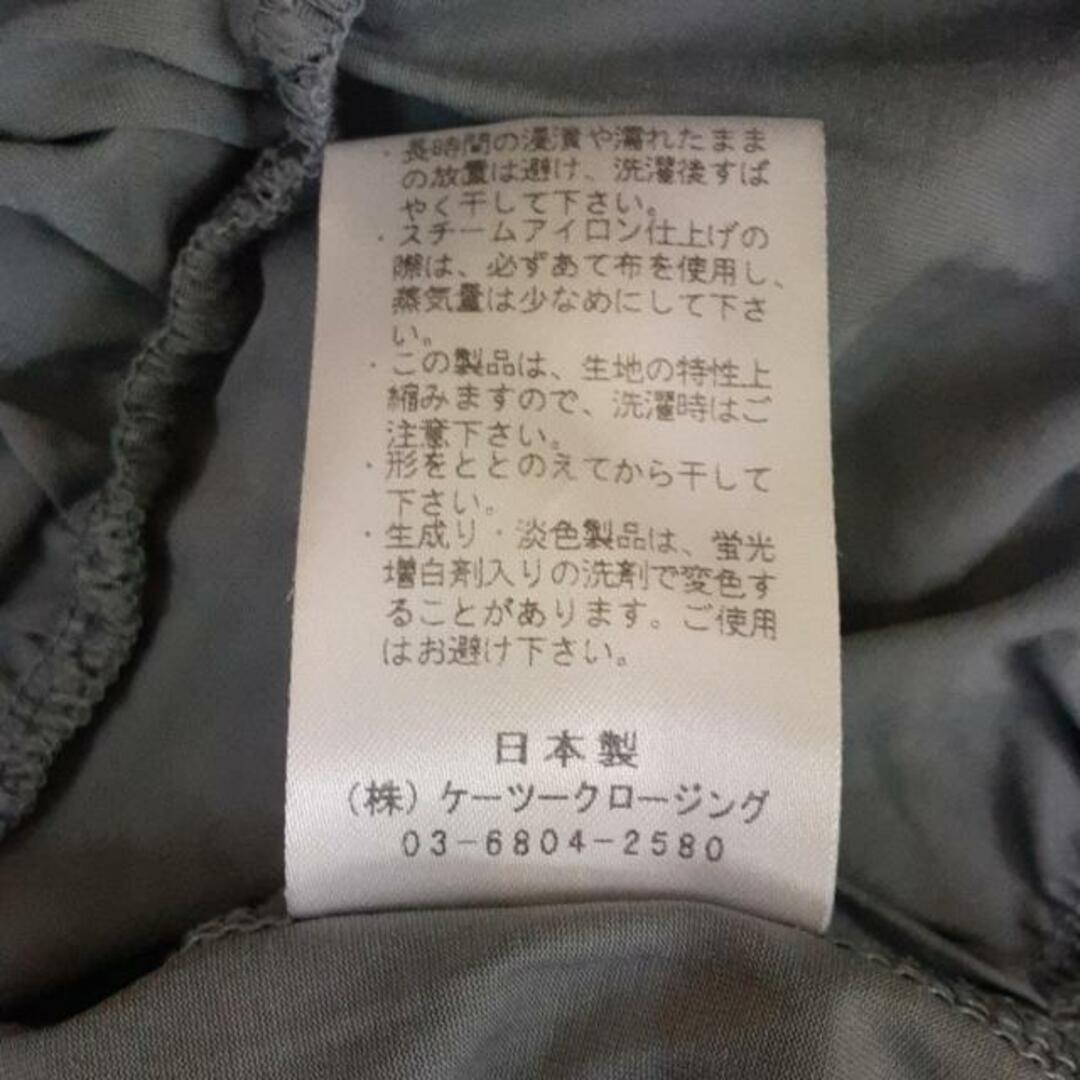 ・長時間の浸漬や濡れたまま
の放置は避け、洗濯後すば
やく干して下さい。
・スチームアイロン仕上げの
際は、必ずあて布を使用し、
蒸気量は少なめにして下さ
い。
・この製品は、生地の特性上
縮みますので、洗濯時はご
注意下さい。
・形をととのえてから干して
下さい。
・生成り・淡色製品は、蛍光
増白剤入りの洗剤で変色す
ることがあります。ご使用
はお避け下さい。
日本製
(株)ケーツークロージング
03-6804-2580